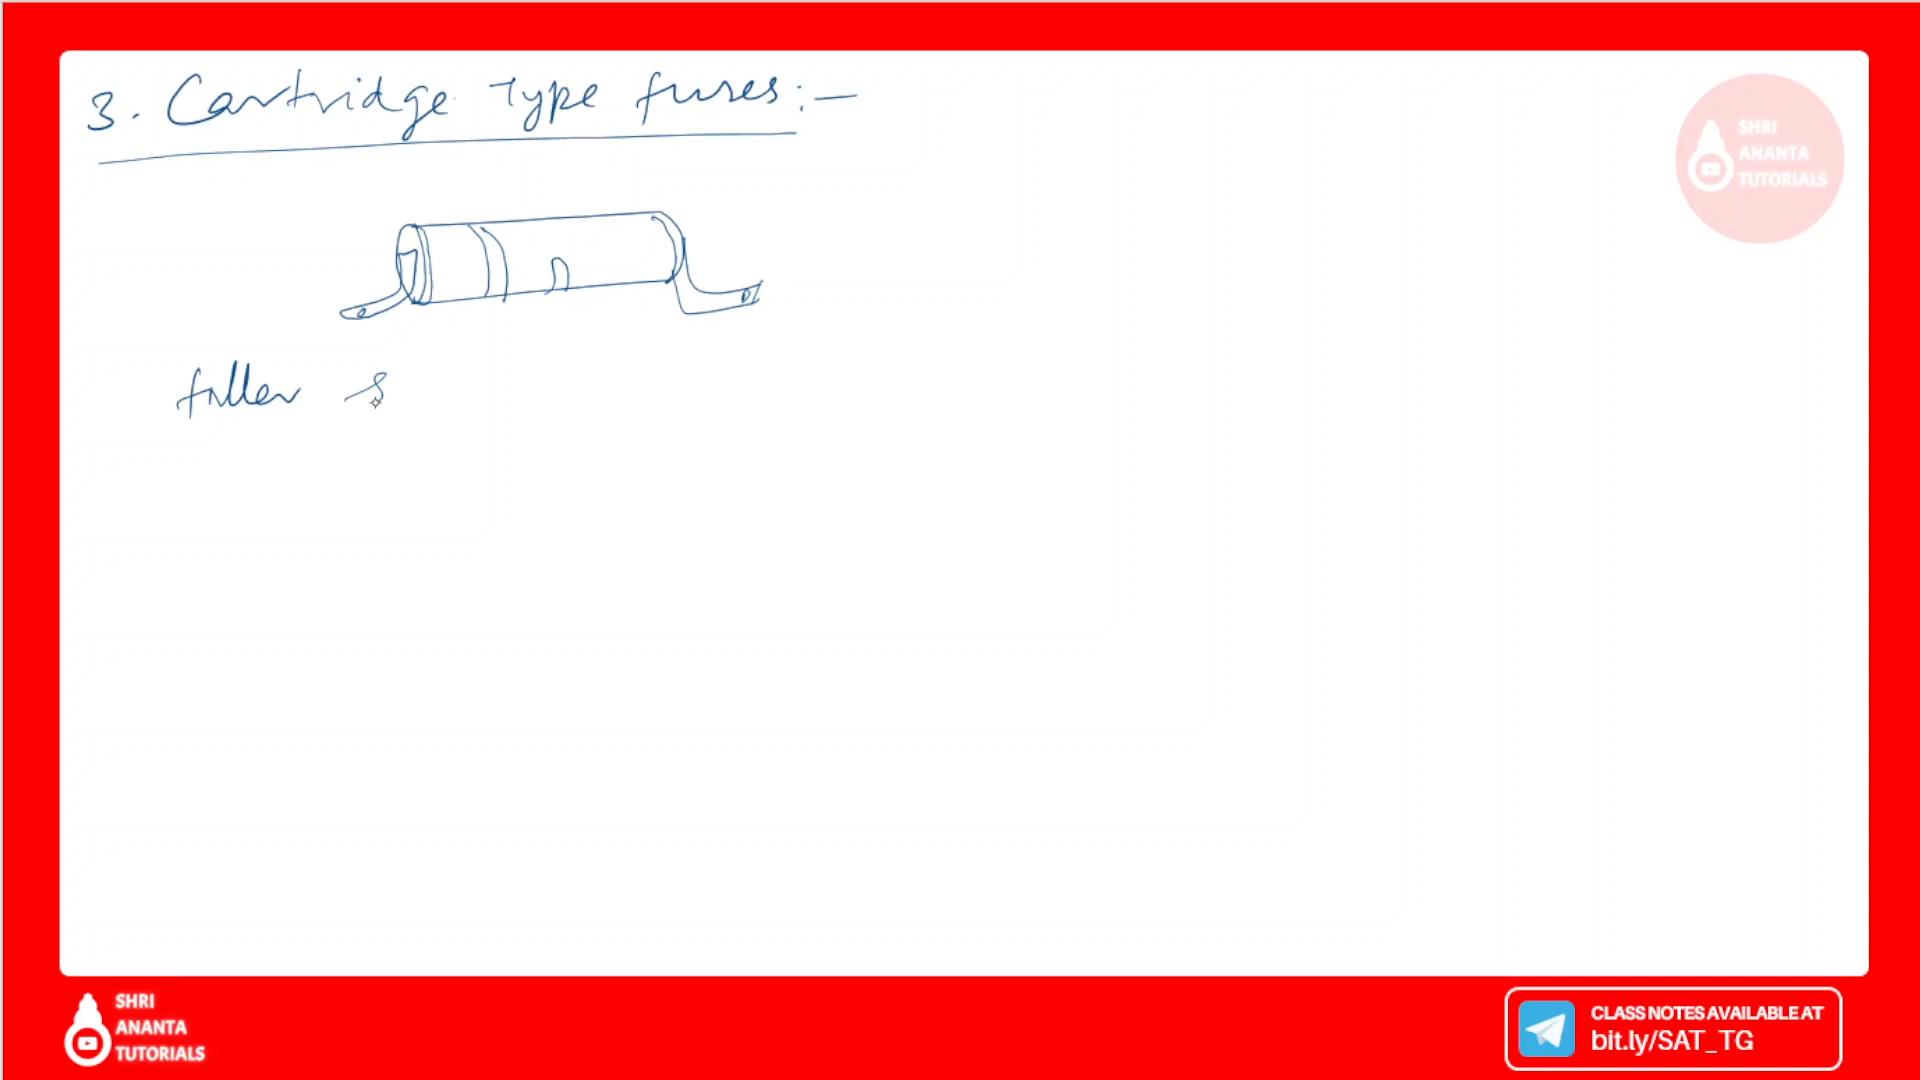 3. Cartridge Type fuses:-
SHRI
ANANTA
TUTORIALS
filler s
SHRI
ANANTA
TUTORIALS
CLASS NOTES AVAILABLE AT
bit.ly/SAT_TG